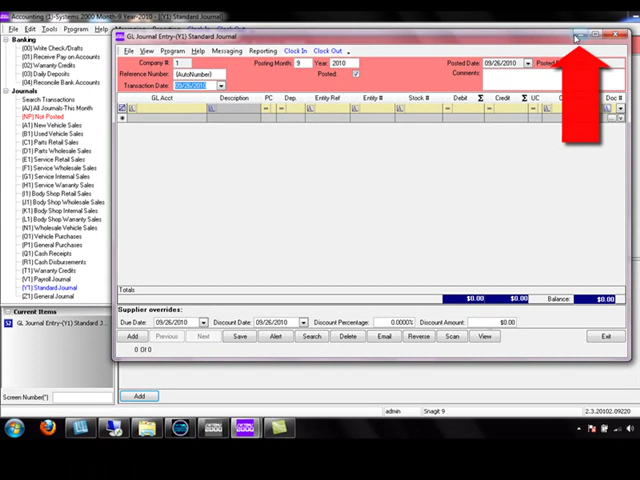 Accounting (1)-Systems 2000 Month-9 Year-2010 - [(Y1) Standard Journal]
File Edit Tools Program
GL Journal Entry-(Y1) Standard Journal
File View Program Help Messaging Reporting Clock In Clock Out
Company # 1 Posting Month: 9 Year: 2010 Posted Date: 09/26/2010
Reference Number: (AutoNumber) Posted: Comments:
Transaction Date: 09/26/2010
GL Acct Description PC Dep. Entity Ref Entity # Stock # Debit Σ Credit Σ UC Doc #
Banking
(00) Write Check/Drafts
(01) Receive Pay on Accounts
(02) Warranty Credits
(03) Daily Deposits
(04) Reconcile Bank Accounts
Journals
Search Transactions
(AJ) All Journals-This Month
(NP) Not Posted
(A1) New Vehicle Sales
(B1) Used Vehicle Sales
(C1) Parts Retail Sales
(D1) Parts Wholesale Sales
(E1) Service Retail Sales
(F1) Service Warranty Sales
(G1) Service Internal Sales
(H1) Service Warranty Sales
(I1) Body Shop Retail Sales
(J1) Body Shop Wholesale Sales
(K1) Body Shop Internal Sales
(L1) Body Shop Warranty Sales
(N1) Wholesale Vehicle Sales
(O1) Vehicle Purchases
(P1) General Purchases
(Q1) Cash Receipts
(R1) Cash Disbursements
(T1) Warranty Credits
(V1) Payroll Journal
(Y1) Standard Journal
(Z1) General Journal
Totals
$0.00 $0.00 Balance: $0.00
Supplier overrides:
Due Date: 09/26/2010 Discount Date: 09/26/2010 Discount Percentage: 0.0000% Discount Amount: $0.00
Add Previous Next Save Alert Search Delete Email Reverse Scan View Exit
0 Of 0
Current Items
GL Journal Entry-(Y1) Standard J...
Screen Number(*)
Add
admin Snagit 9 2.3.20102.09220